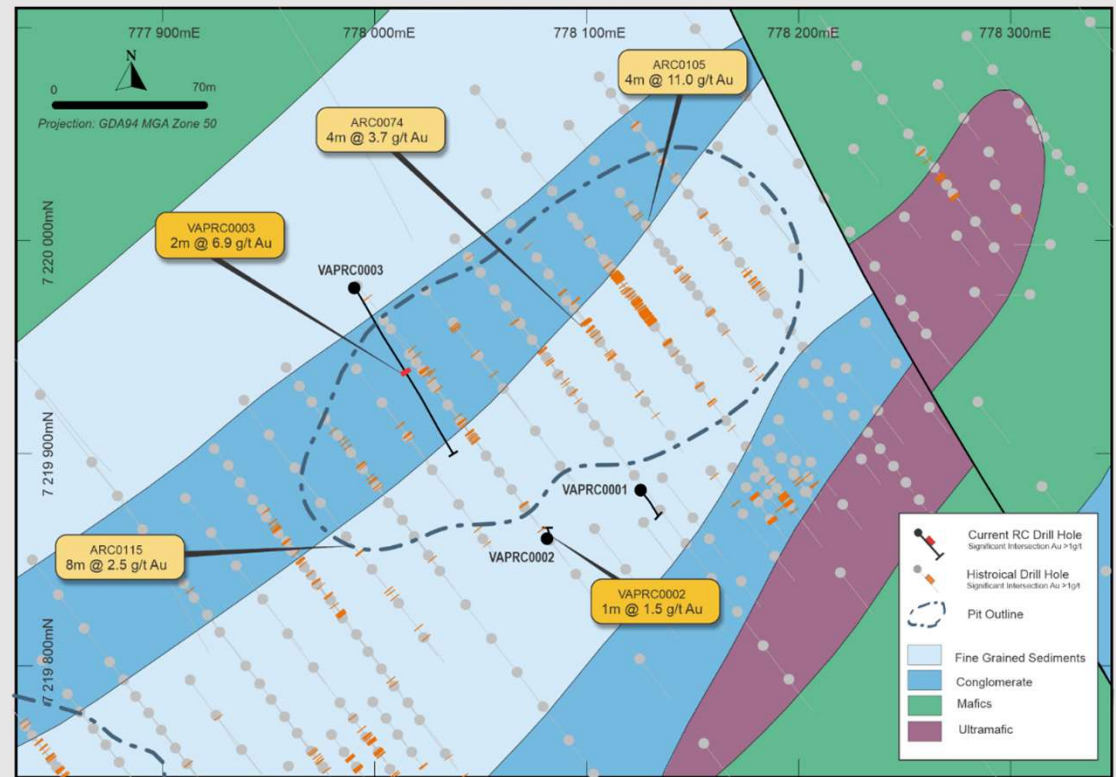 777 900mE
778 000mE
778 100mE
778 200mE
778 300mE
N
0 70m
Projection: GDA94 MGA Zone 50
ARC0105
4m @ 11.0 g/t Au
ARC0074
4m @ 3.7 g/t Au
VAPRC0003
2m @ 6.9 g/t Au
VAPRC0003
7 220 000mN
7 219 900mN
7 219 800mN
VAPRC0001
VAPRC0002
ARC0115
8m @ 2.5 g/t Au
VAPRC0002
1m @ 1.5 g/t Au
Current RC Drill Hole
Significant Intersection Au >1g/t
Histroical Drill Hole
Significant Intersection Au >1g/t
Pit Outline
Fine Grained Sediments
Conglomerate
Mafics
Ultramafic